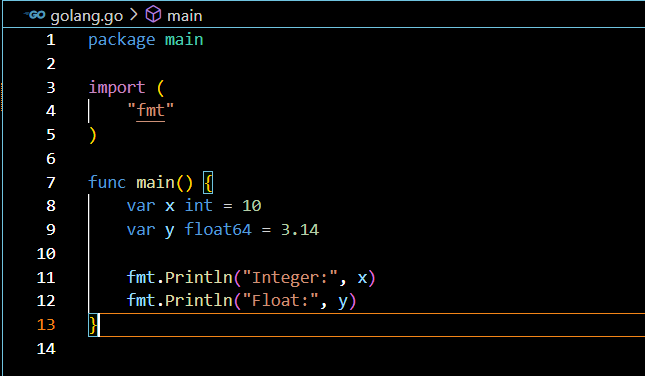 GO golang.go > main
1 package main
2
3 import (
4     "fmt"
5 )
6
7 func main() {
8     var x int = 10
9     var y float64 = 3.14
10
11     fmt.Println("Integer:", x)
12     fmt.Println("Float:", y)
13 }
14